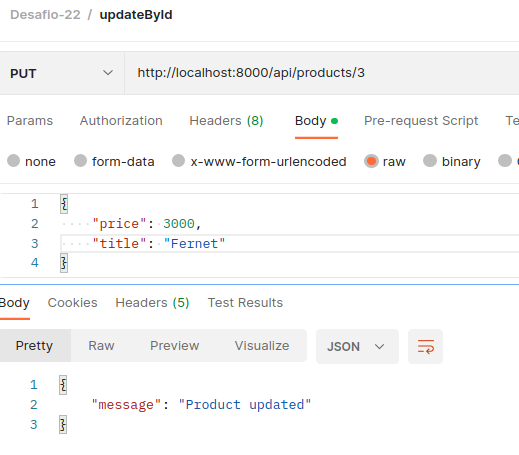 Desafio-22 / updateById
PUT http://localhost:8000/api/products/3
Params Authorization Headers (8) Body Pre-request Script Te
none form-data x-www-form-urlencoded raw binary
1 {
2 "price": 3000,
3 "title": "Fernet"
4 }
Body Cookies Headers (5) Test Results
Pretty Raw Preview Visualize JSON
1 {
2 "message": "Product updated"
3 }